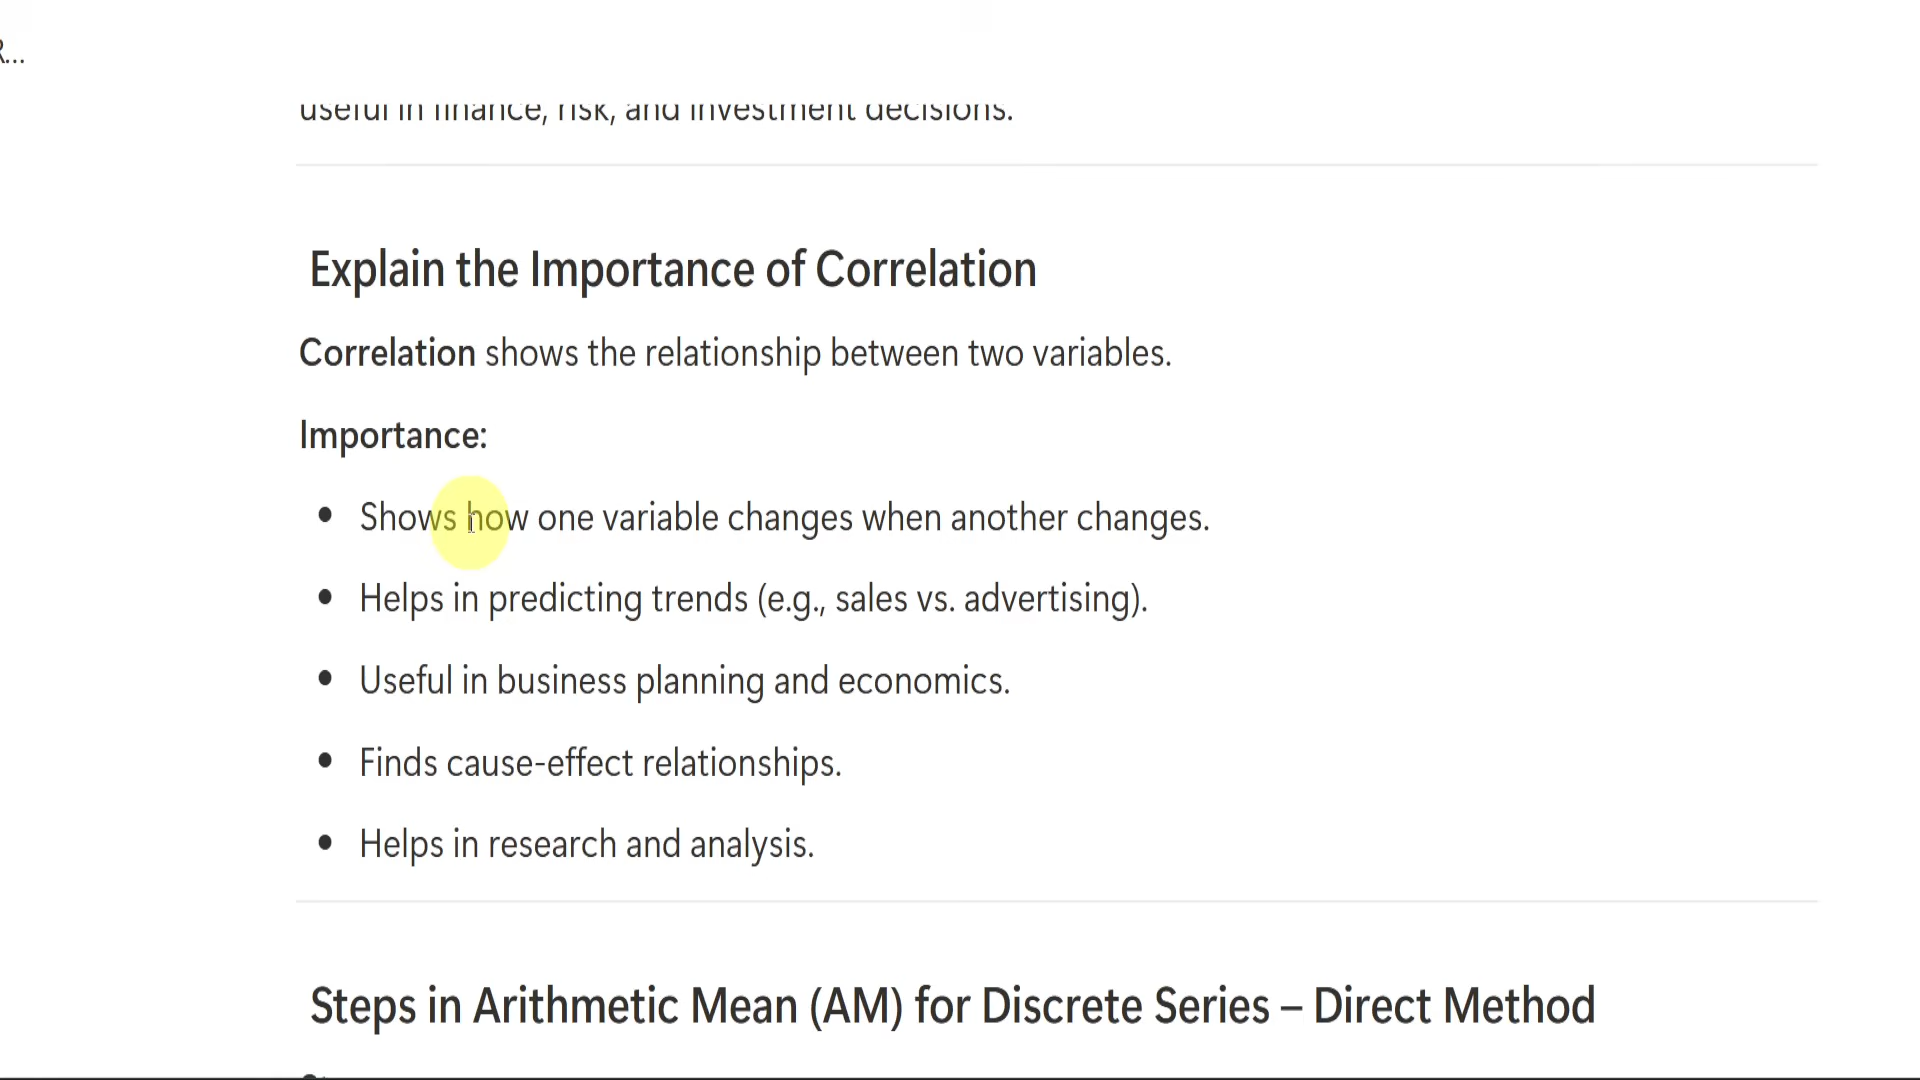 ...
useful in finance, risk, and investment decisions.
Explain the Importance of Correlation
Correlation shows the relationship between two variables.
Importance:
• Shows how one variable changes when another changes.
• Helps in predicting trends (e.g., sales vs. advertising).
• Useful in business planning and economics.
• Finds cause-effect relationships.
• Helps in research and analysis.
Steps in Arithmetic Mean (AM) for Discrete Series – Direct Method